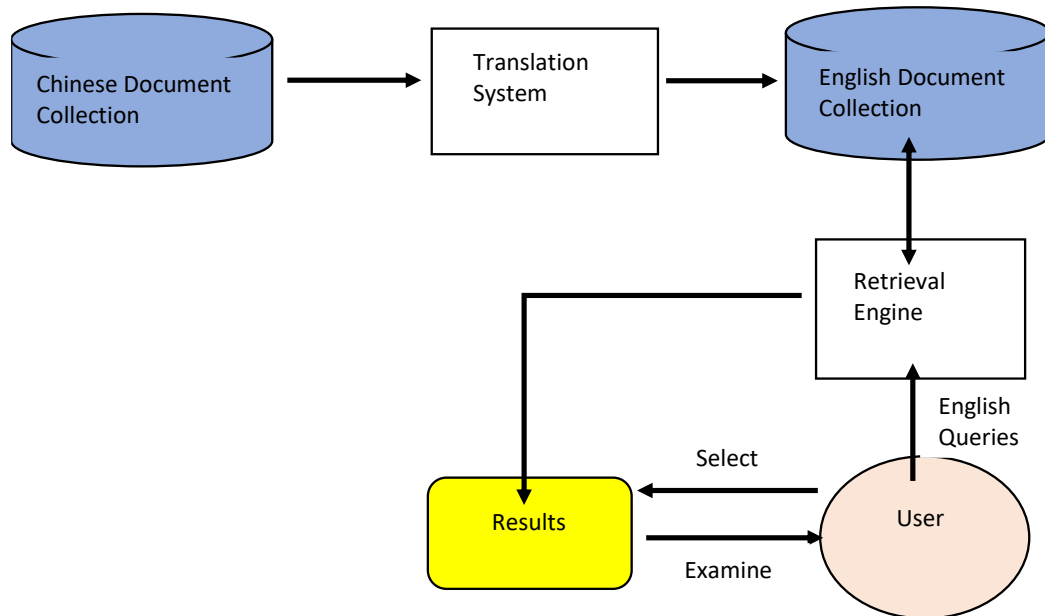 Chinese Document
Collection
Translation
System
English Document
Collection
Retrieval
Engine
English
Queries
Select
Results
User
Examine